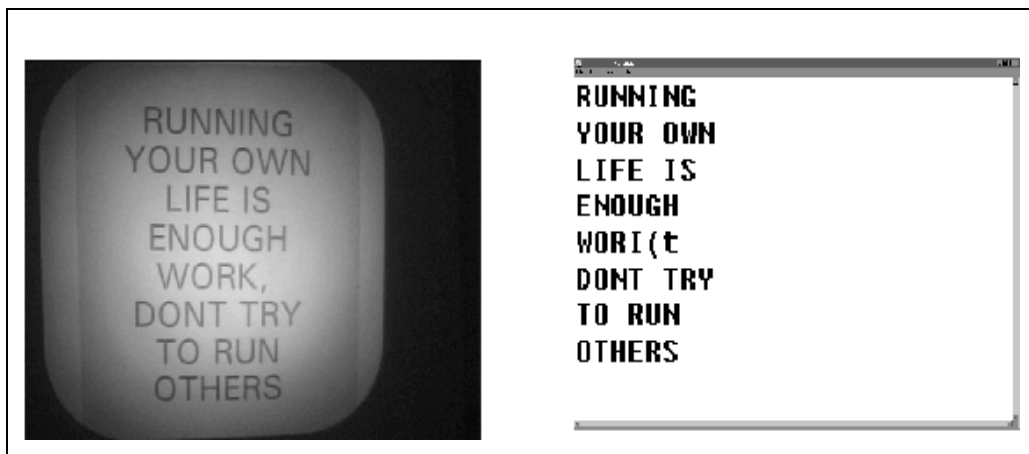 RUNNING
YOUR OWN
LIFE IS
ENOUGH
WORK,
DONT TRY
TO RUN
OTHERS
RUNNING
YOUR OWN
LIFE IS
ENOUGH
WORI(t
DONT TRY
TO RUN
OTHERS